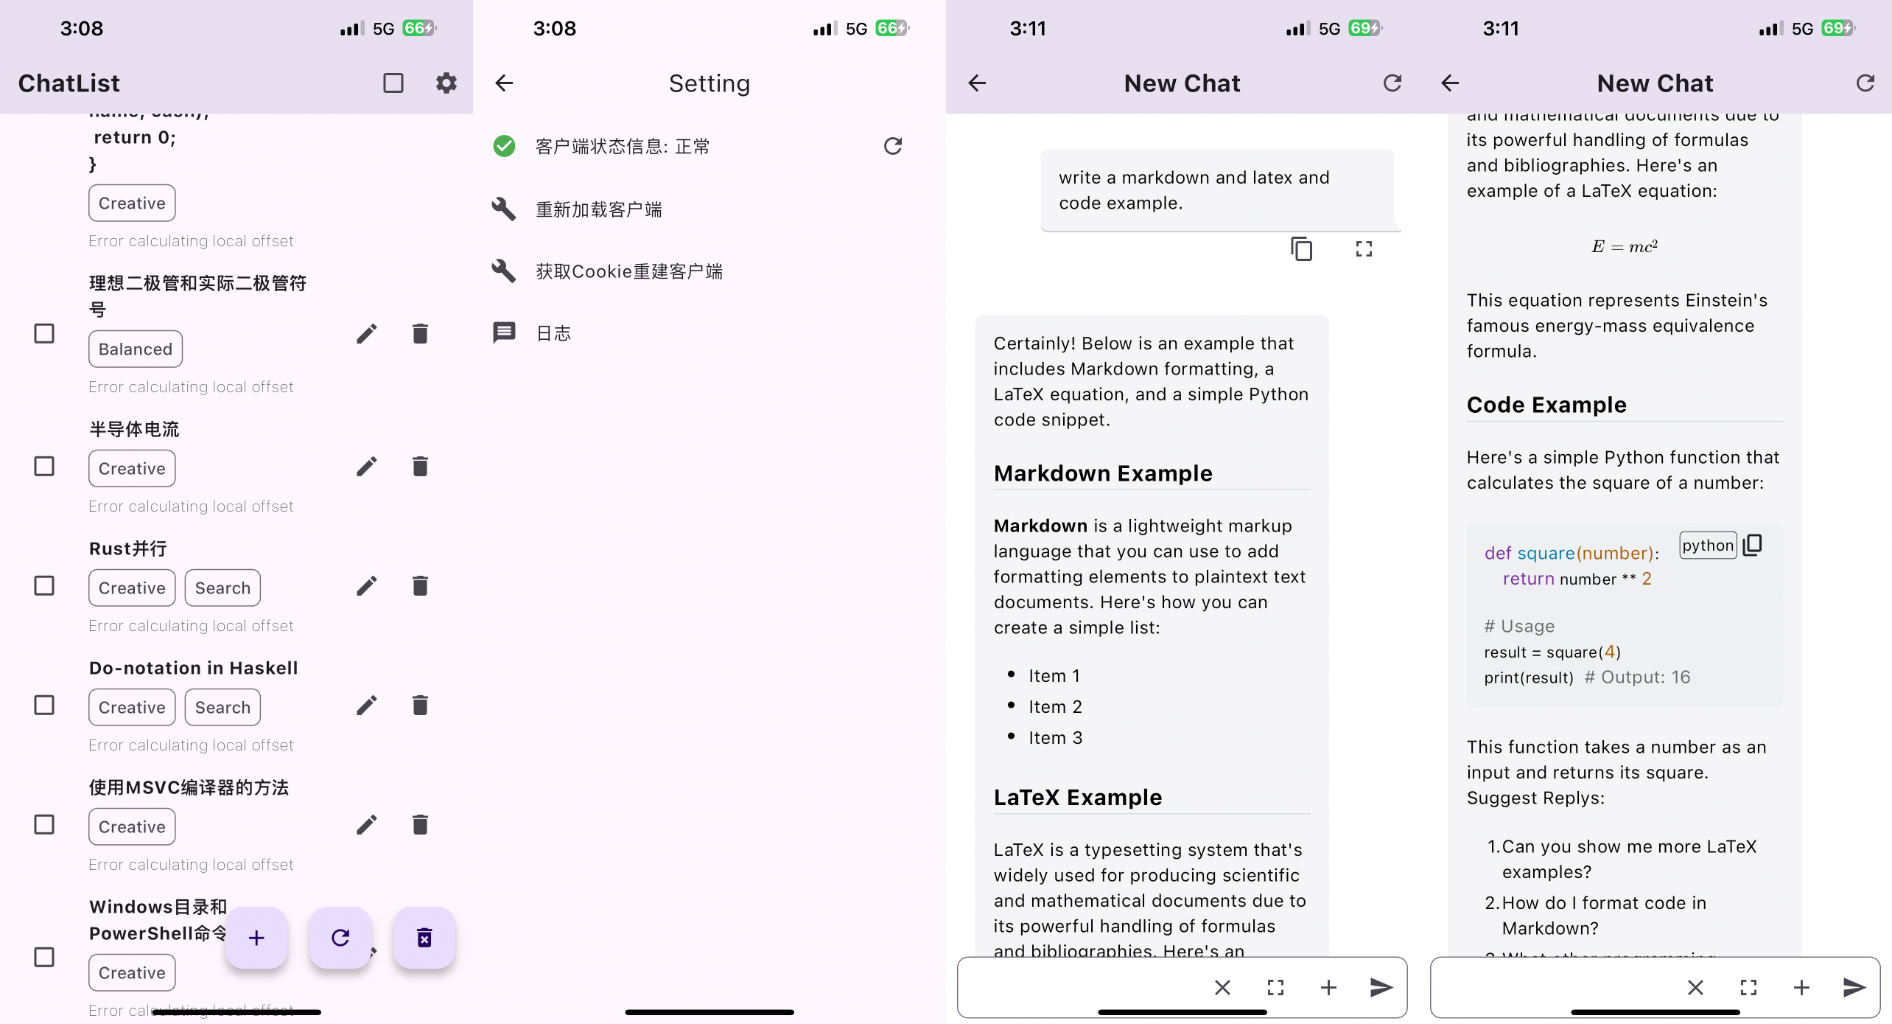 3:08
5G
66
ChatList
name, cash);
return 0;
}
Creative
Error calculating local offset
理想二极管和实际二极管符
号
Balanced
Error calculating local offset
半导体电流
Creative
Error calculating local offset
Rust并行
Creative
Search
Error calculating local offset
Do-notation in Haskell
Creative
Search
Error calculating local offset
使用MSVC编译器的方法
Creative
Error calculating local offset
Windows目录和
PowerShell命令
Creative
Error calculating local offset
3:08
5G
66
Setting
客户端状态信息: 正常
重新加载客户端
获取Cookie重建客户端
日志
3:11
5G
69
New Chat
write a markdown and latex and
code example.
Certainly! Below is an example that
includes Markdown formatting, a
LaTeX equation, and a simple Python
code snippet.
Markdown Example
Markdown is a lightweight markup
language that you can use to add
formatting elements to plaintext text
documents. Here's how you can
create a simple list:
• Item 1
• Item 2
• Item 3
LaTeX Example
LaTeX is a typesetting system that's
widely used for producing scientific
and mathematical documents due to
its powerful handling of formulas
and bibliographies. Here's an
3:11
5G
69
New Chat
and mathematical documents due to
its powerful handling of formulas
and bibliographies. Here's an
example of a LaTeX equation:
E = mc²
This equation represents Einstein's
famous energy-mass equivalence
formula.
Code Example
Here's a simple Python function that
calculates the square of a number:
python
def square(number):
return number ** 2
# Usage
result = square(4)
print(result) # Output: 16
This function takes a number as an
input and returns its square.
Suggest Replys:
1. Can you show me more LaTeX
examples?
2. How do I format code in
Markdown?
3. What other programming